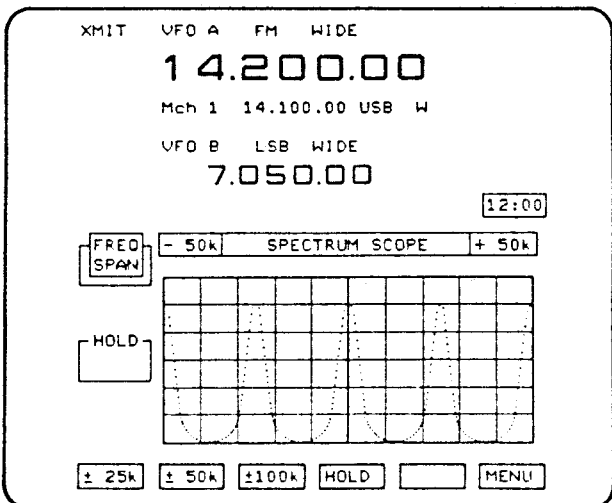 XMIT VFO A FM WIDE
14.200.00
Mch 1 14.100.00 USB W
VFO B LSB WIDE
7.050.00
12:00
FREQ SPAN
- 50k SPECTRUM SCOPE + 50k
HOLD
± 25k ± 50k ±100k HOLD MENU